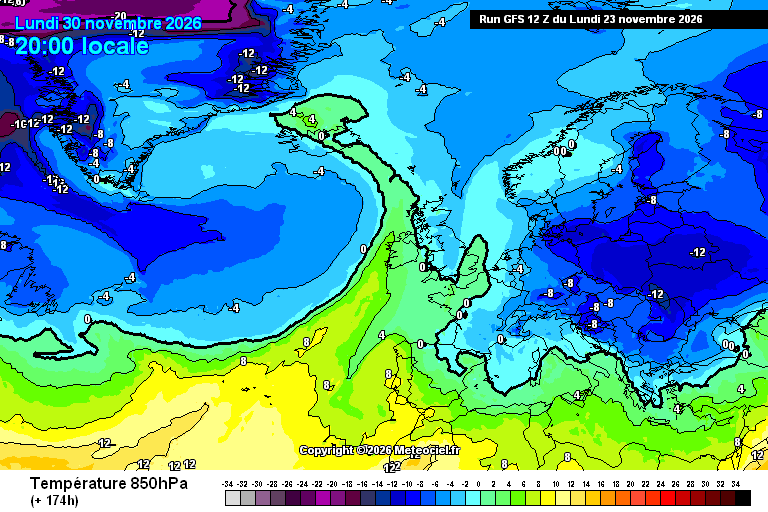 Lundi 30 novembre 2026
20:00 locale
Run GFS 12 Z du Lundi 23 novembre 2026
Copyright ©2026 Meteociel.fr
Température 850hPa
(+ 174h)
-34 -32 -30 -28 -26 -24 -22 -20 -18 -16 -14 -12 -10 -8 -6 -4 -2 0 2 4 6 8 10 12 14 16 18 20 22 24 26 28 30 32 34